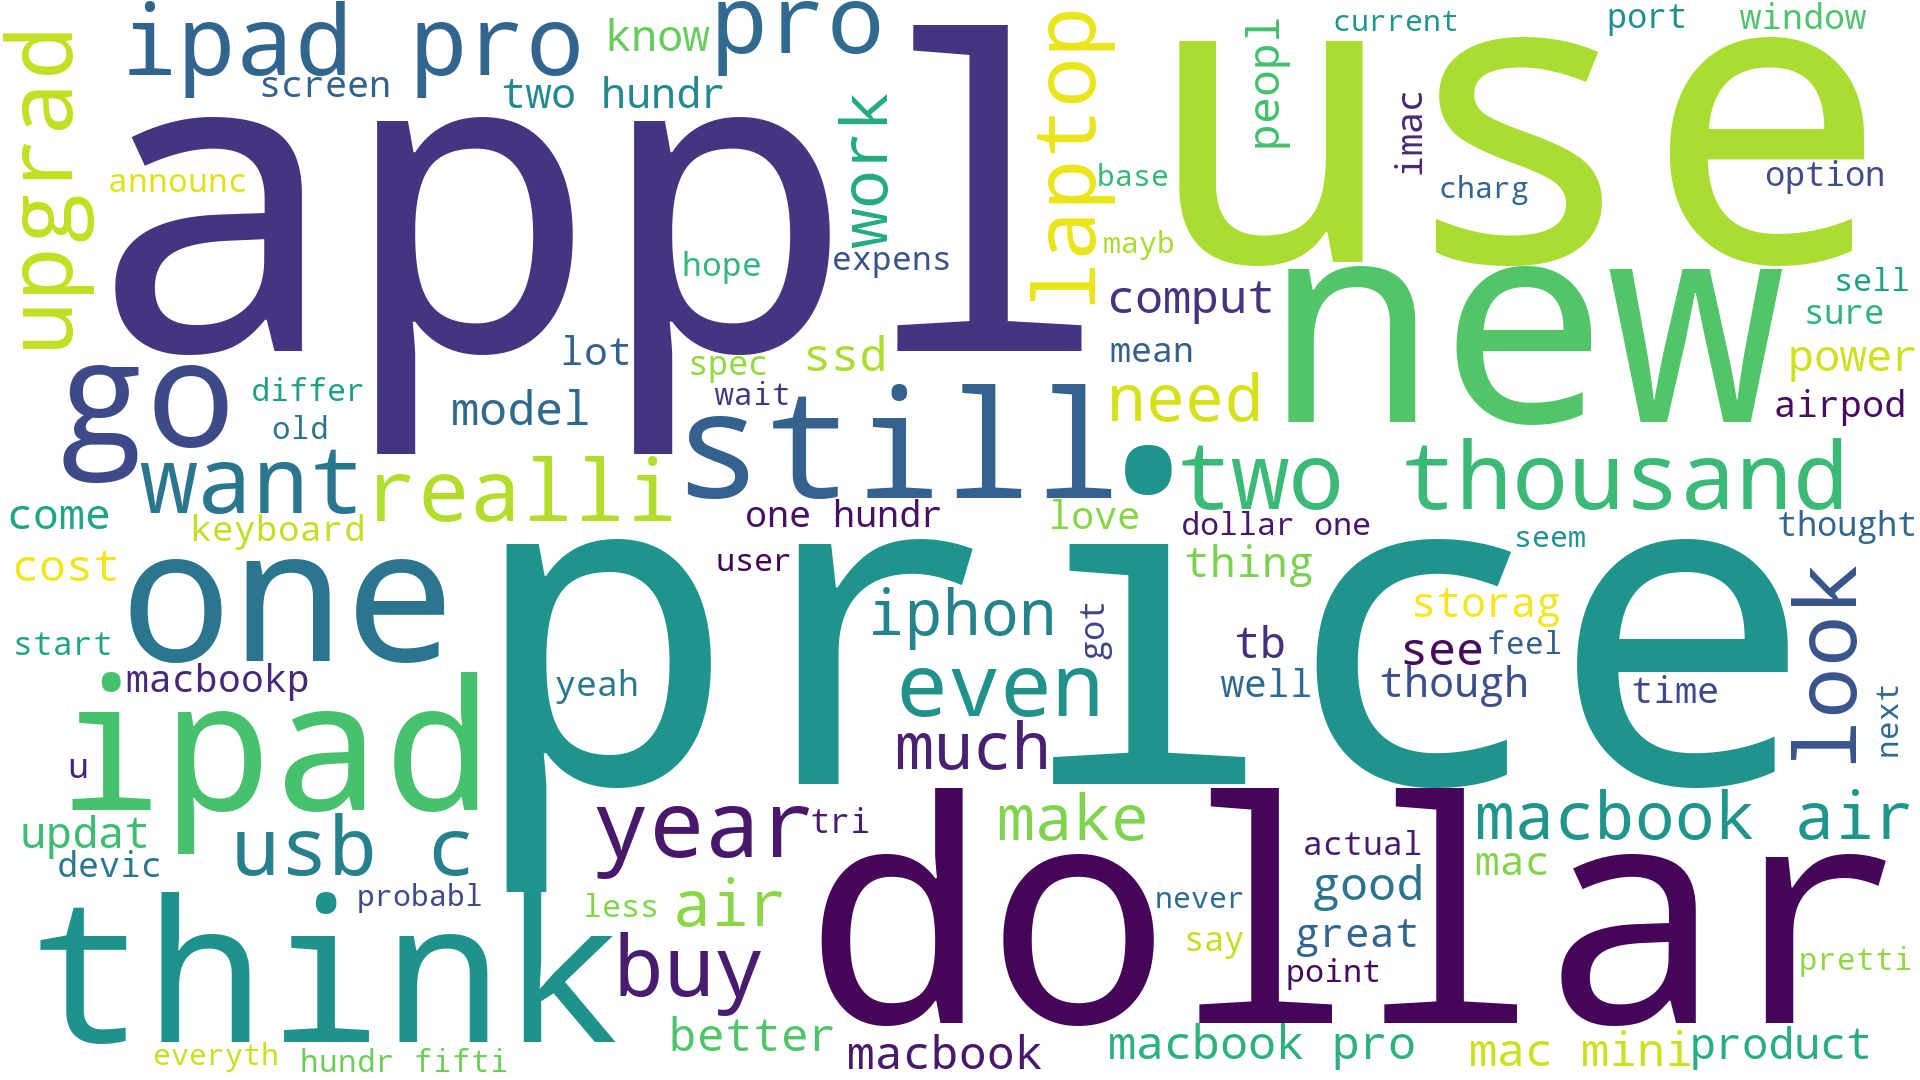 ipad pro
know
pro
current
port
window
screen
two hundr
upgrad
appl
work
laptop
use
peopl
imac
announc
base
charg
option
mayb
hope
expens
comput
new
sell
sure
lot
spec
ssd
mean
power
go
differ
wait
need
airpod
old
model
still
want
realli
two thousand
come
keyboard
one hundr
love
dollar one
thought
cost
one
price
user
thing
seem
start
iphon
got
storag
look
tb
see
feel
macbookp
yeah
even
well
though
time
next
ipad
u
much
updat
usb c
year
tri
make
dollar
macbook air
devic
actual
mac
think
probabl
less
air
never
good
buy
say
great
point
pretti
better
everyth
hundr fifti
macbook
macbook pro
mac mini
product